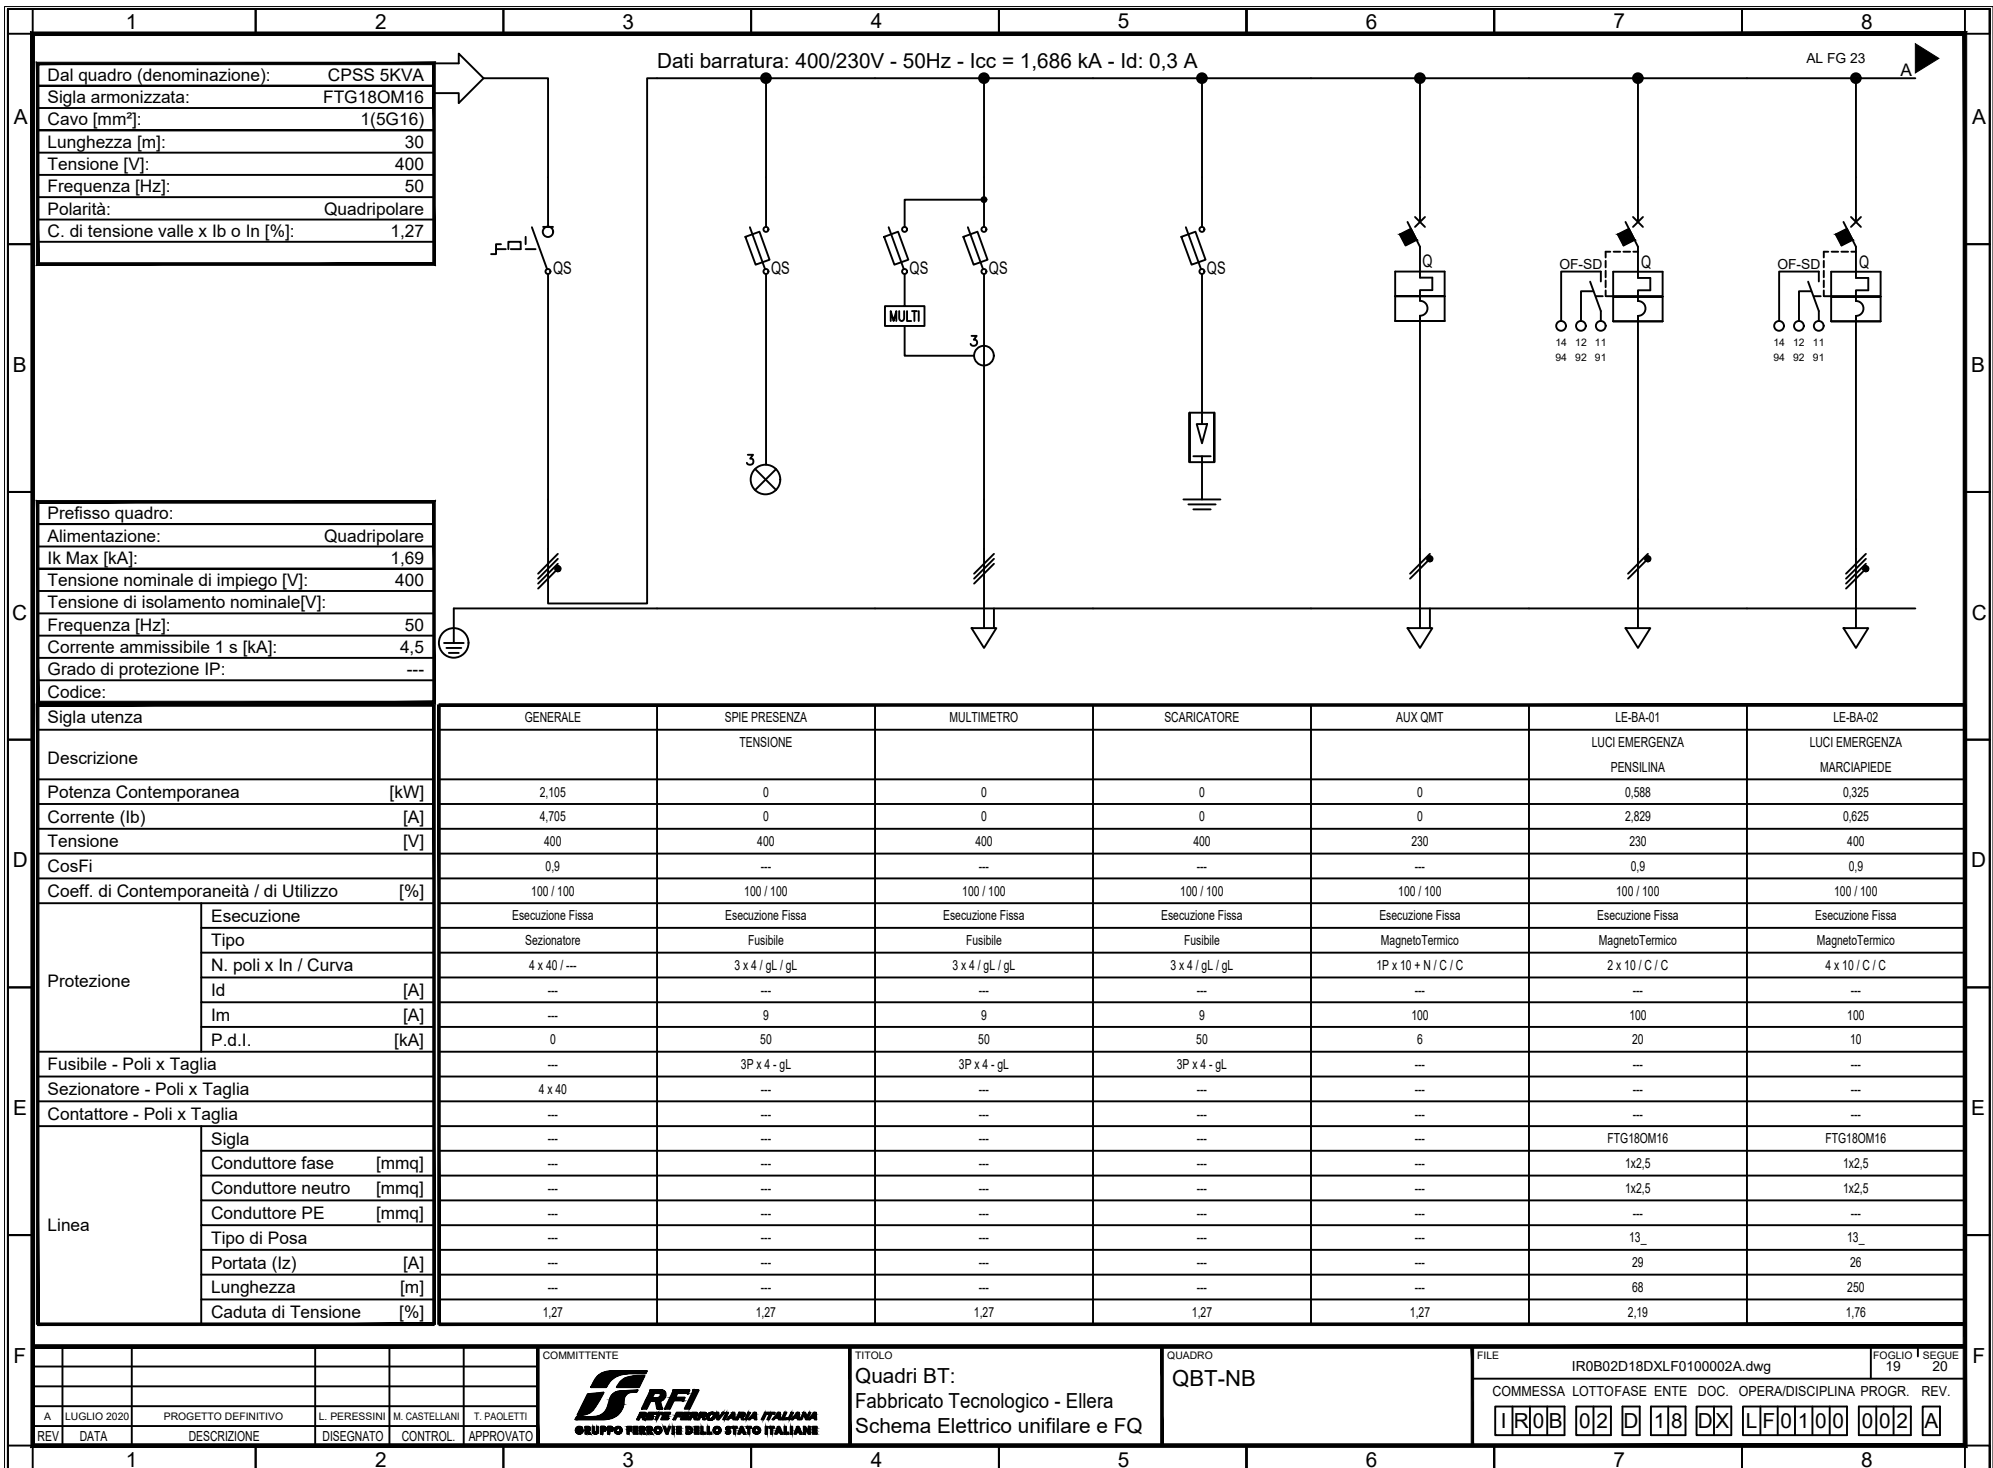 1 2 3 4 5 6 7 8
Dati barratura: 400/230V - 50Hz - Icc = 1,686 kA - Id: 0,3 A
AL FG 23
A
Dal quadro (denominazione): CPSS 5KVA
Sigla armonizzata: FTG18OM16
Cavo [mm²]: 1(5G16)
Lunghezza [m]: 30
Tensione [V]: 400
Frequenza [Hz]: 50
Polarità: Quadripolare
C. di tensione valle x Ib o In [%]: 1,27
A A
QS QS QS QS QS Q OF-SD Q OF-SD Q
MULTI
3
14 12 11 14 12 11
94 92 91 94 92 91
B B
3
Prefisso quadro:
Alimentazione: Quadripolare
Ik Max [kA]: 1,69
Tensione nominale di impiego [V]: 400
Tensione di isolamento nominale[V]:
Frequenza [Hz]: 50
Corrente ammissibile 1 s [kA]: 4,5
Grado di protezione IP: ---
Codice:
C C
Sigla utenza GENERALE SPIE PRESENZA MULTIMETRO SCARICATORE AUX QMT LE-BA-01 LE-BA-02
Descrizione TENSIONE LUCI EMERGENZA LUCI EMERGENZA
PENSILINA MARCIAPIEDE
Potenza Contemporanea [kW] 2,105 0 0 0 0 0,588 0,325
Corrente (Ib) [A] 4,705 0 0 0 0 2,829 0,625
Tensione [V] 400 400 400 400 230 230 400
D D
CosFi 0,9 --- --- --- --- 0,9 0,9
Coeff. di Contemporaneità / di Utilizzo [%] 100 / 100 100 / 100 100 / 100 100 / 100 100 / 100 100 / 100 100 / 100
Protezione
Esecuzione Esecuzione Fissa Esecuzione Fissa Esecuzione Fissa Esecuzione Fissa Esecuzione Fissa Esecuzione Fissa Esecuzione Fissa
Tipo Sezionatore Fusibile Fusibile Fusibile MagnetoTermico MagnetoTermico MagnetoTermico
N. poli x In / Curva 4 x 40 / --- 3 x 4 / gL / gL 3 x 4 / gL / gL 3 x 4 / gL / gL 1P x 10 + N / C / C 2 x 10 / C / C 4 x 10 / C / C
Id [A] --- --- --- --- --- --- ---
Im [A] --- 9 9 9 100 100 100
P.d.I. [kA] 0 50 50 50 6 20 10
Fusibile - Poli x Taglia --- 3P x 4 - gL 3P x 4 - gL 3P x 4 - gL --- --- ---
Sezionatore - Poli x Taglia 4 x 40 --- --- --- --- --- ---
E E
Contattore - Poli x Taglia --- --- --- --- --- --- ---
Linea
Sigla --- --- --- --- --- FTG18OM16 FTG18OM16
Conduttore fase [mmq] --- --- --- --- --- 1x2,5 1x2,5
Conduttore neutro [mmq] --- --- --- --- --- 1x2,5 1x2,5
Conduttore PE [mmq] --- --- --- --- --- --- ---
Tipo di Posa --- --- --- --- --- 13_ 13_
Portata (Iz) [A] --- --- --- --- --- 29 26
Lunghezza [m] --- --- --- --- --- 68 250
Caduta di Tensione [%] 1,27 1,27 1,27 1,27 1,27 2,19 1,76
F F
A LUGLIO 2020 PROGETTO DEFINITIVO L. PERESSINI M. CASTELLANI T. PAOLETTI
REV DATA DESCRIZIONE DISEGNATO CONTROL. APPROVATO
COMMITTENTE
RFI
RETE FERROVIARIA ITALIANA
GRUPPO FERROVIE DELLO STATO ITALIANE
TITOLO
Quadri BT:
Fabbricato Tecnologico - Ellera
Schema Elettrico unifilare e FQ
QUADRO
QBT-NB
FILE
IR0B02D18DXLF0100002A.dwg
FOGLIO SEGUE
19 20
COMMESSA LOTTO FASE ENTE DOC. OPERA/DISCIPLINA PROGR. REV.
IR0B 02 D 18 DX LF0100 002 A
1 2 3 4 5 6 7 8